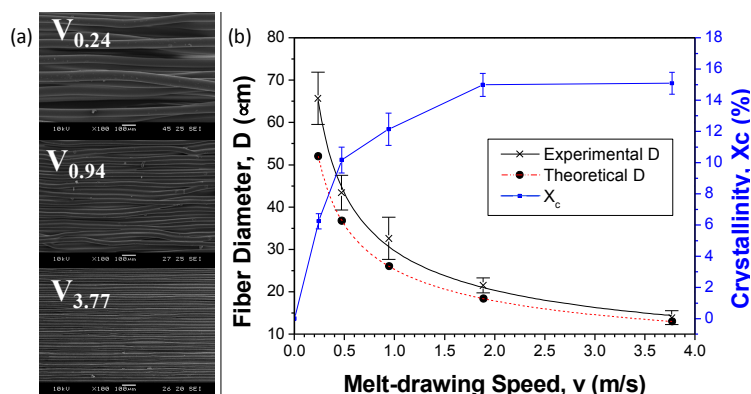 (a)
V0.24
10kV ×100 100µm 45 25 SEI
V0.94
10kV ×100 100µm 27 25 SEI
V3.77
10kV ×100 100µm 26 20 SEI
(b)
Fiber Diameter, D (∝m)
80
70
60
50
40
30
20
10
Experimental D
Theoretical D
Xc
18
16
14
12
10
8
6
4
2
0
Crystallinity, Xc (%)
0.0 0.5 1.0 1.5 2.0 2.5 3.0 3.5 4.0
Melt-drawing Speed, v (m/s)